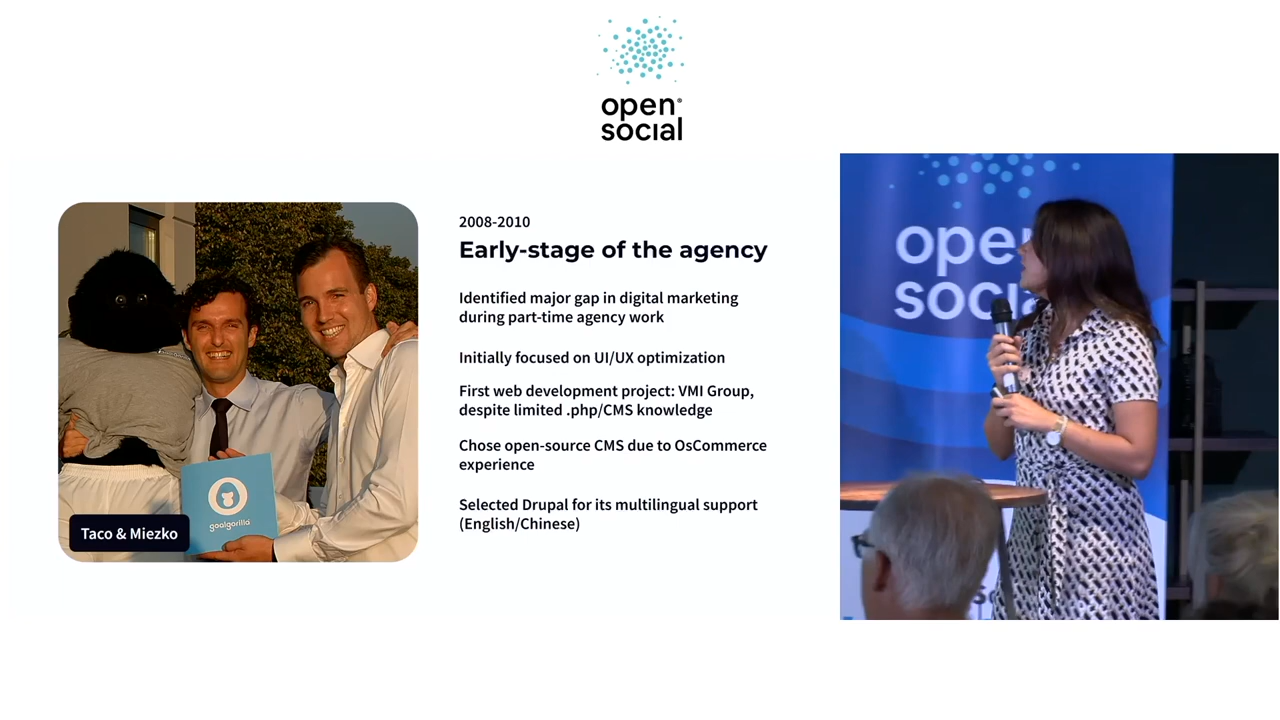 open
social
2008-2010
Early-stage of the agency
Identified major gap in digital marketing
during part-time agency work
Initially focused on UI/UX optimization
First web development project: VMI Group,
despite limited .php/CMS knowledge
Chose open-source CMS due to OsCommerce
experience
Selected Drupal for its multilingual support
(English/Chinese)
goalgorilla
Taco & Miezko
open
social